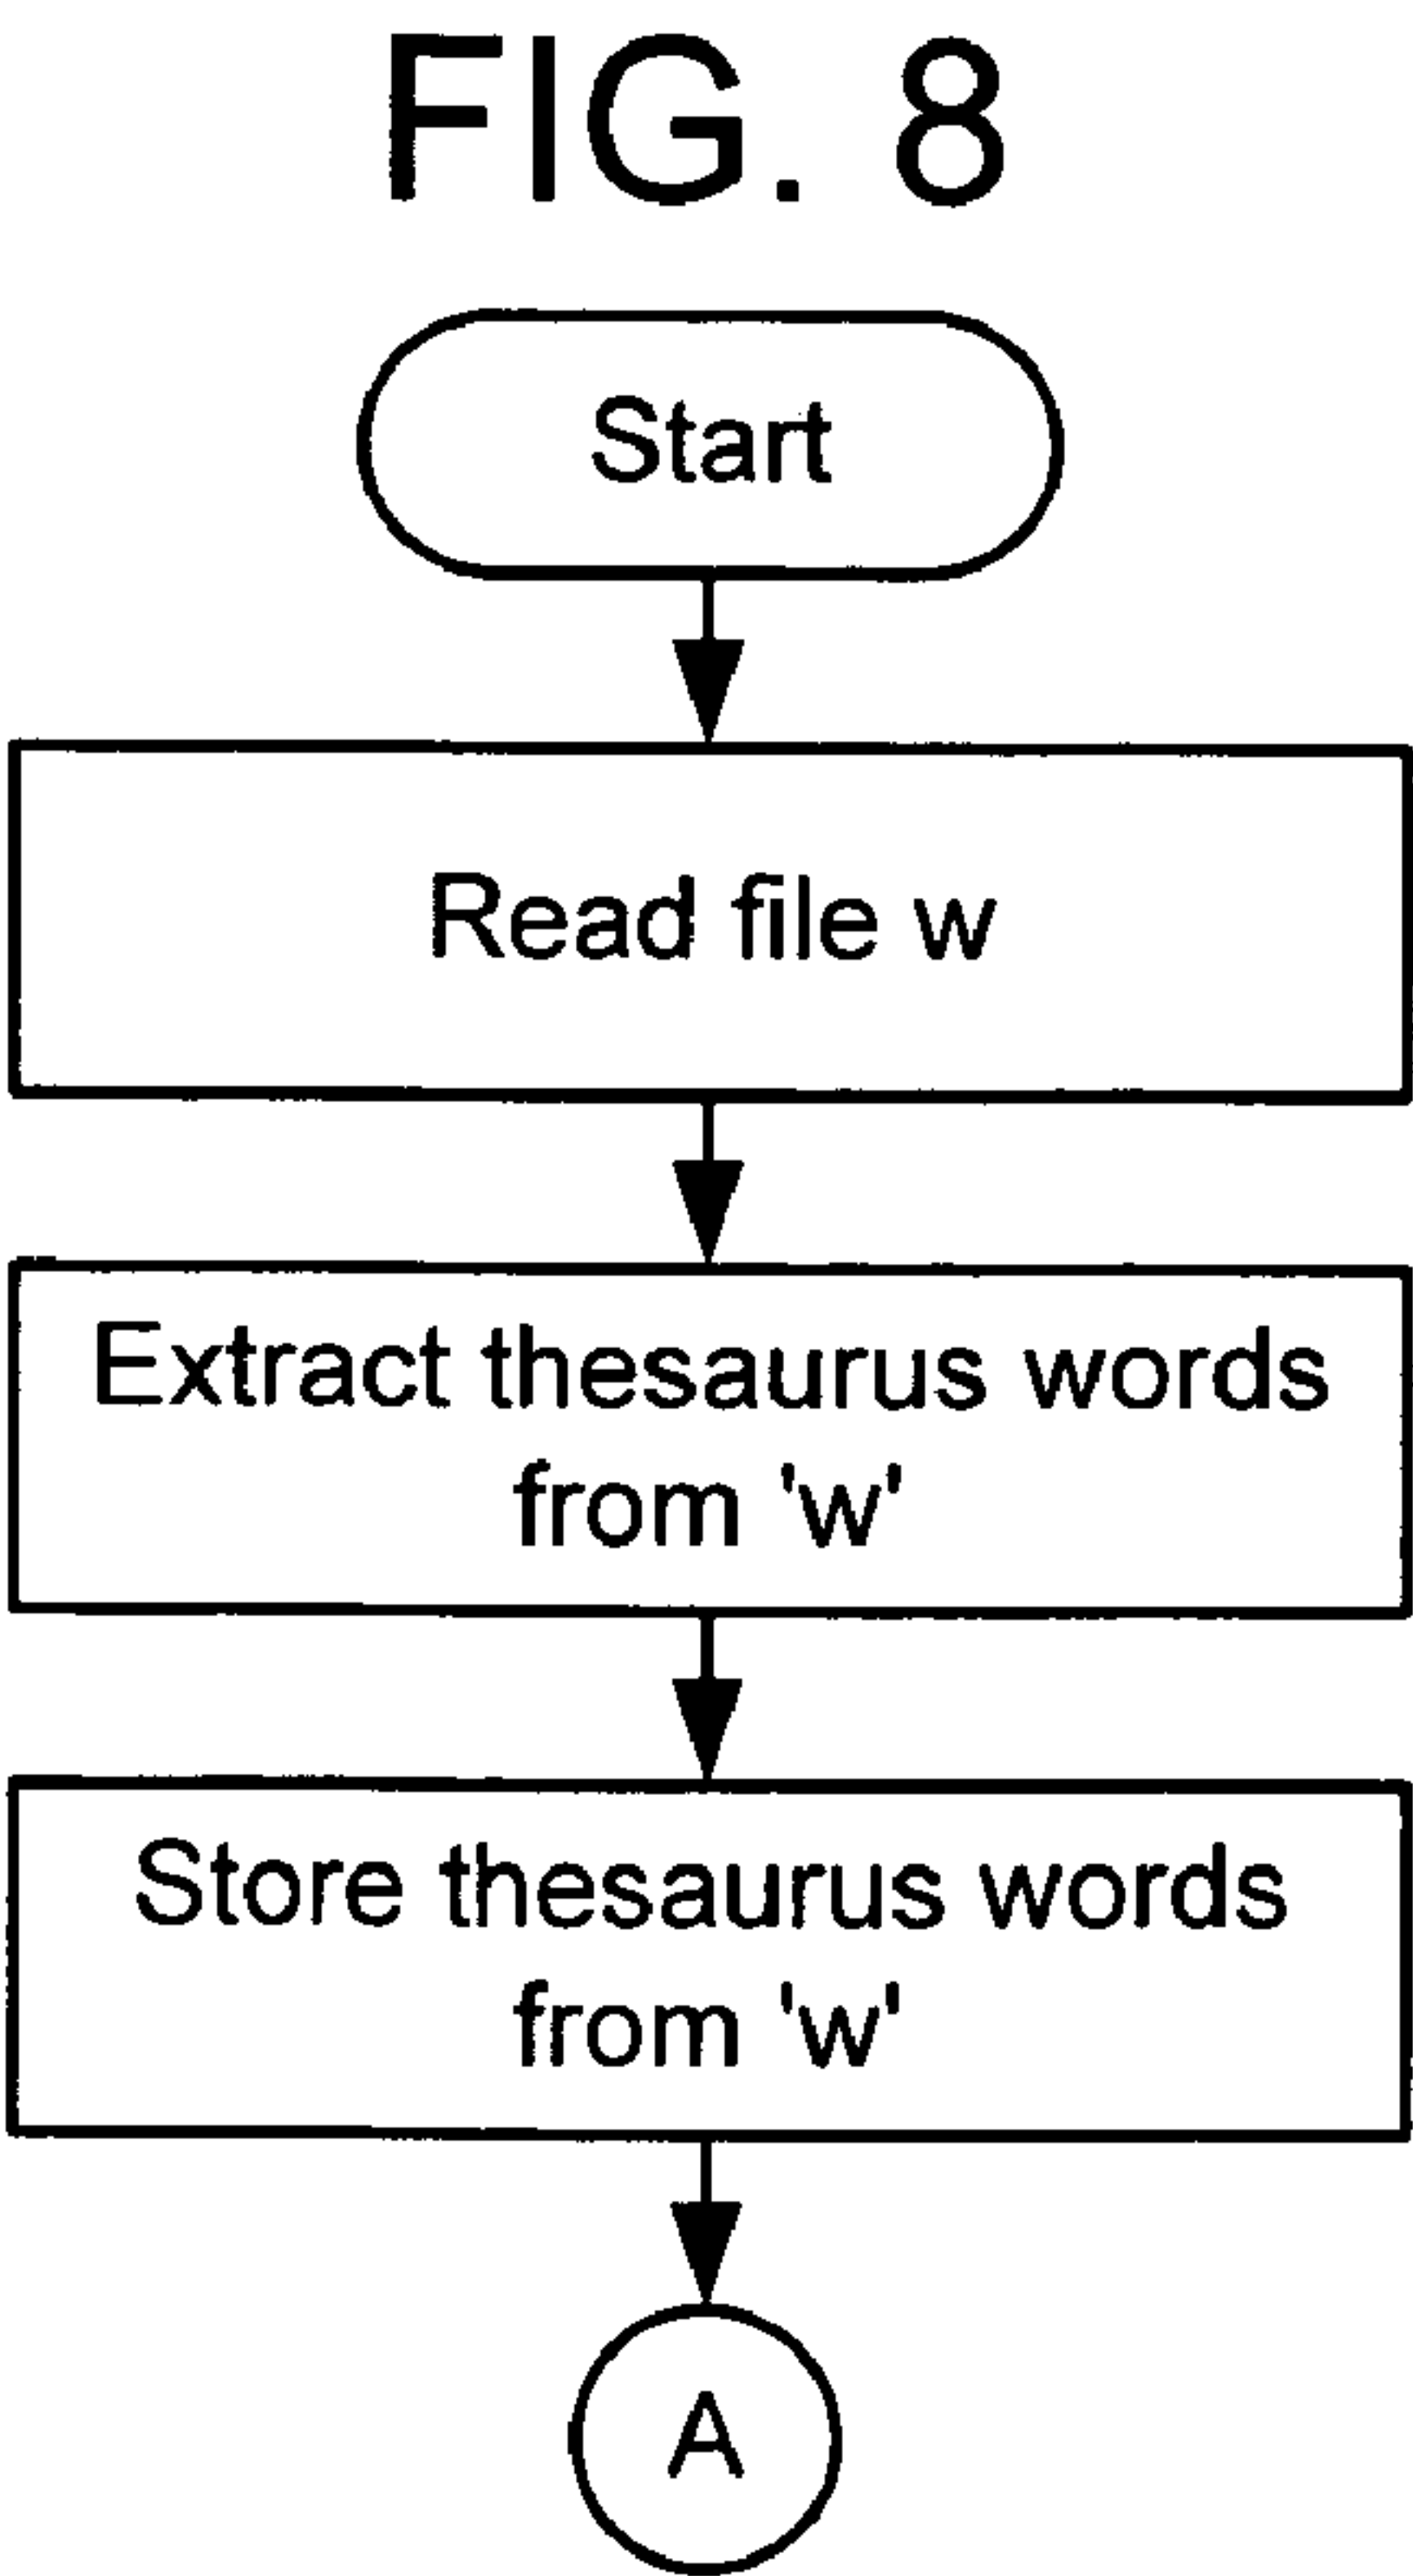 FIG. 8
Start
Read file w
Extract thesaurus words
from 'w'
Store thesaurus words
from 'w'
A